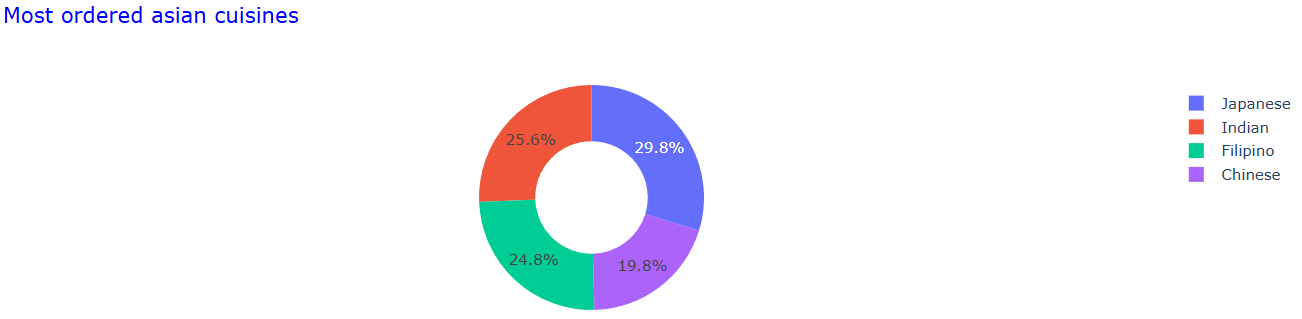 Most ordered asian cuisines
Japanese
Indian
Filipino
Chinese
25.6%
29.8%
24.8%
19.8%